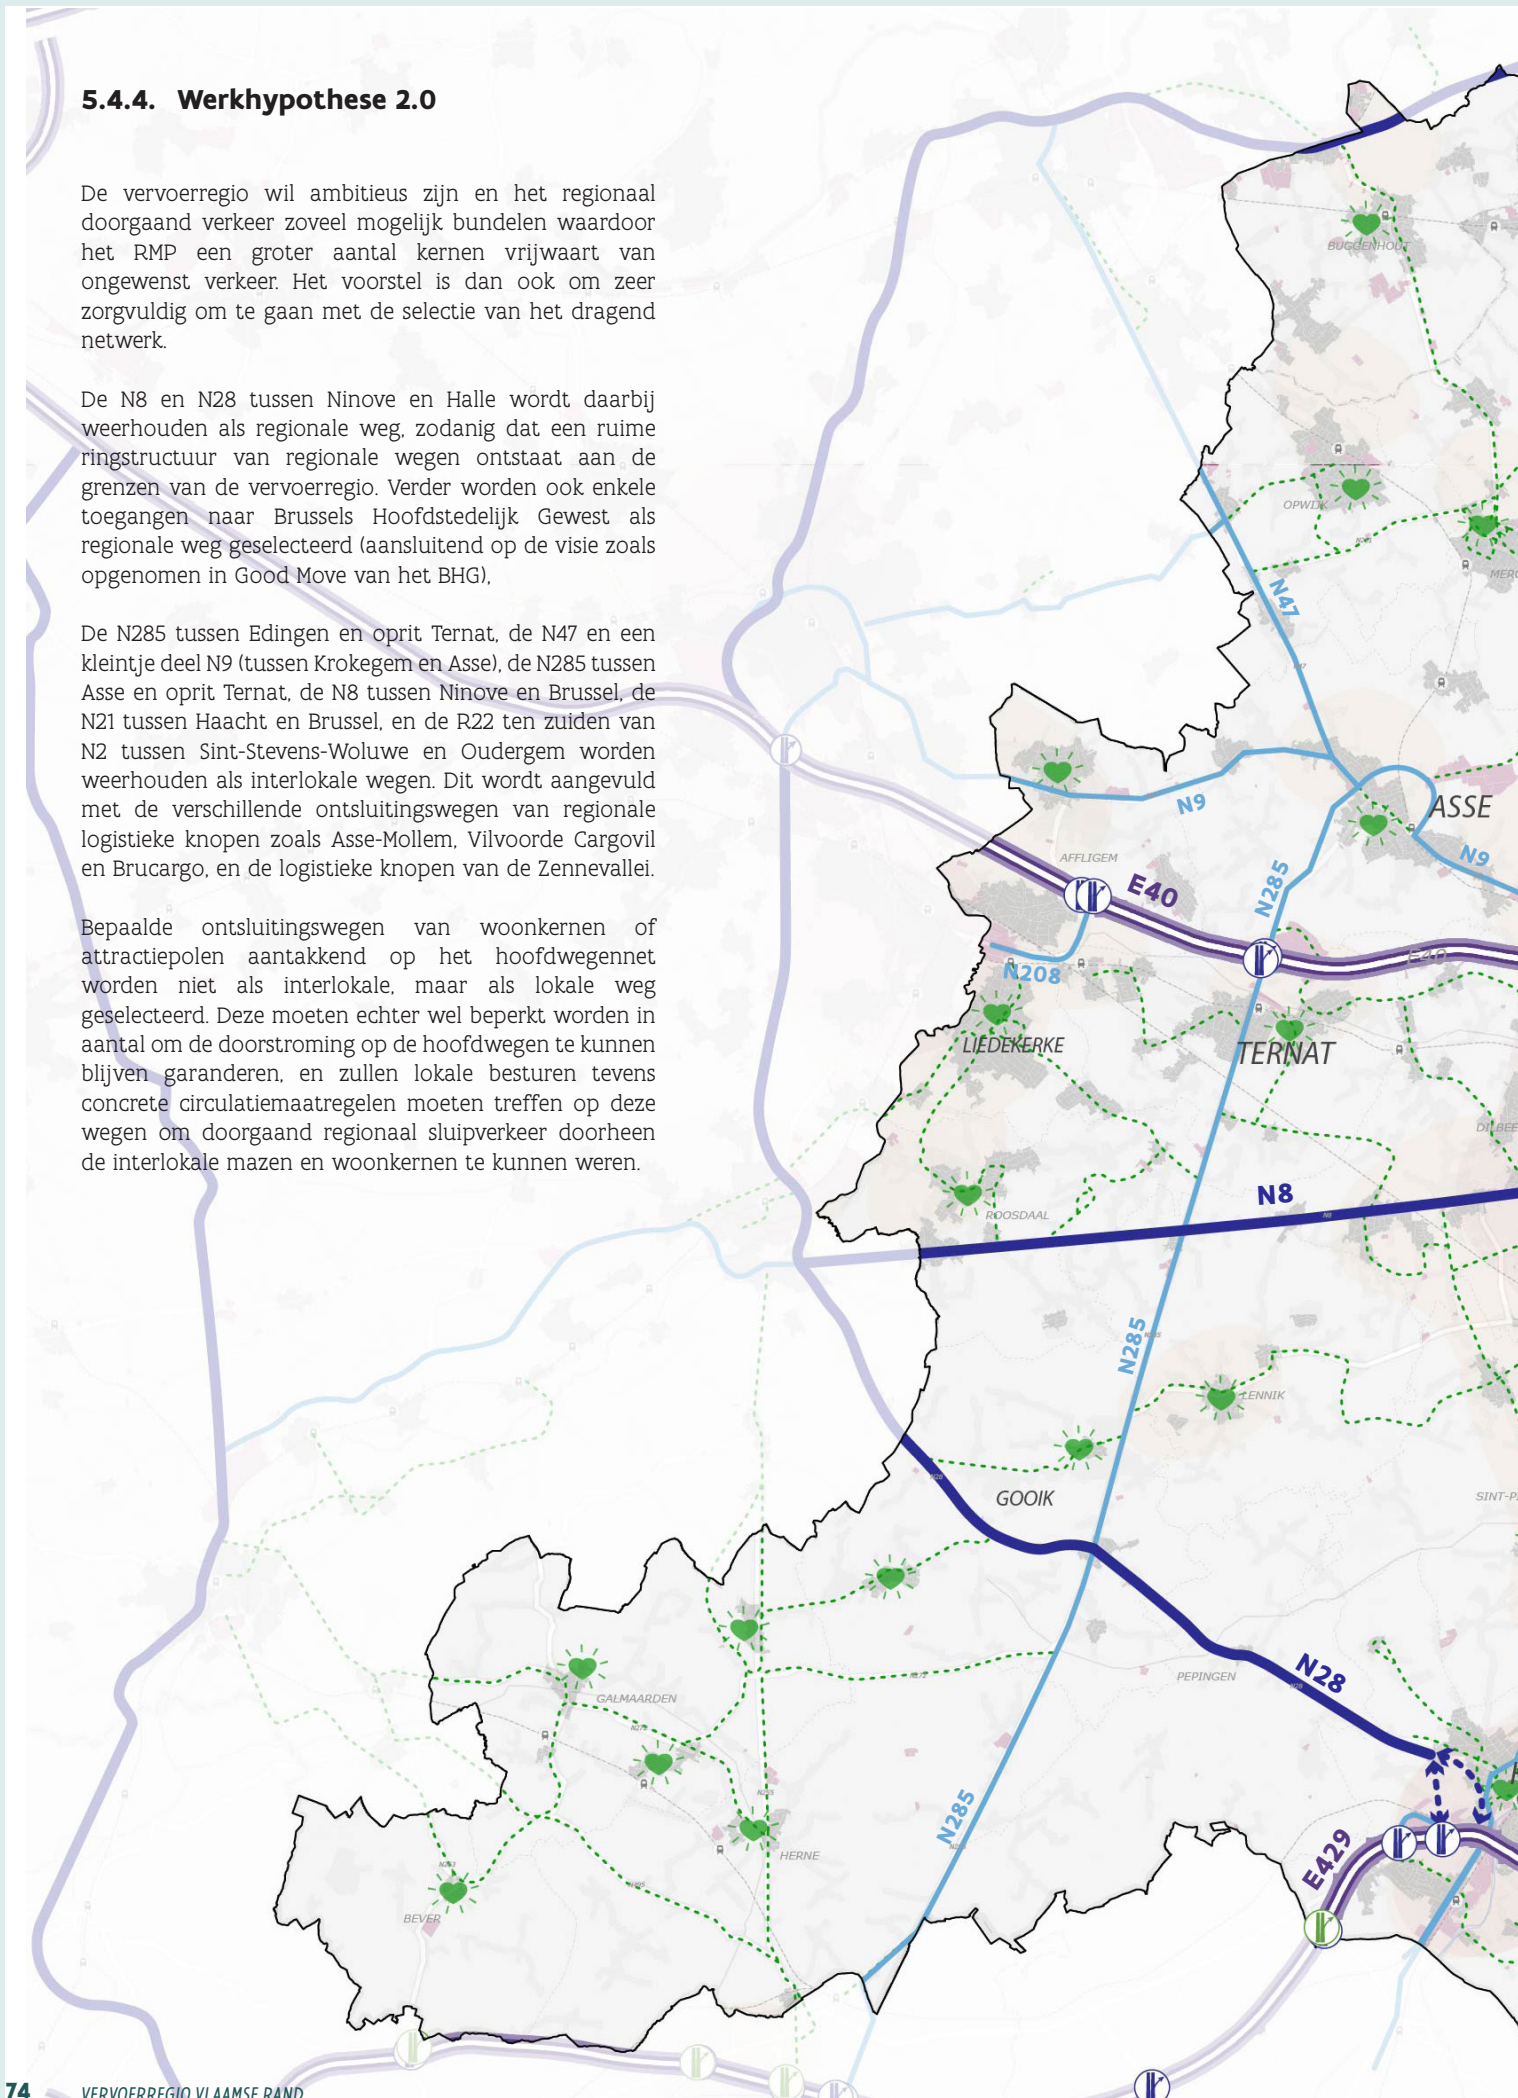 5.4.4. Werkhypothese 2.0
De vervoerregio wil ambitieus zijn en het regionaal
doorgaand verkeer zoveel mogelijk bundelen waardoor
het RMP een groter aantal kernen vrijwaart van
ongewenst verkeer. Het voorstel is dan ook om zeer
zorgvuldig om te gaan met de selectie van het dragend
netwerk.
De N8 en N28 tussen Ninove en Halle wordt daarbij
weerhouden als regionale weg, zodanig dat een ruime
ringstructuur van regionale wegen ontstaat aan de
grenzen van de vervoerregio. Verder worden ook enkele
toegangen naar Brussels Hoofdstedelijk Gewest als
regionale weg geselecteerd (aansluitend op de visie zoals
opgenomen in Good Move van het BHG),
De N285 tussen Edingen en oprit Ternat, de N47 en een
kleintje deel N9 (tussen Krokegem en Asse), de N285 tussen
Asse en oprit Ternat, de N8 tussen Ninove en Brussel, de
N21 tussen Haacht en Brussel, en de R22 ten zuiden van
N2 tussen Sint-Stevens-Woluwe en Oudergem worden
weerhouden als interlokale wegen. Dit wordt aangevuld
met de verschillende ontsluitingswegen van regionale
logistieke knopen zoals Asse-Mollem, Vilvoorde Cargovil
en Brucargo, en de logistieke knopen van de Zennevallei.
Bepaalde ontsluitingswegen van woonkernen of
attractiepolen aantakkend op het hoofdwegennet
worden niet als interlokale, maar als lokale weg
geselecteerd. Deze moeten echter wel beperkt worden in
aantal om de doorstroming op de hoofdwegen te kunnen
blijven garanderen, en zullen lokale besturen tevens
concrete circulatiemaatregelen moeten treffen op deze
wegen om doorgaand regionaal sluipverkeer doorheen
de interlokale mazen en woonkernen te kunnen weren.
BUGGENHOUT
OPWIJK
MERC
N47
N47
ASSE
N9
N9
AFFLIGEM
E40
N285
E40
N208
LIEDEKERKE
TERNAT
DILBEE
N8
N8
ROOSDAAL
N285
LENNIK
GOOIK
N28
SINT-P
PEPINGEN
N28
N28
GALMAARDEN
N272
N255
N285
HERNE
E429
H
BEVER
74
VERVOERREGIO VLAAMSE RAND